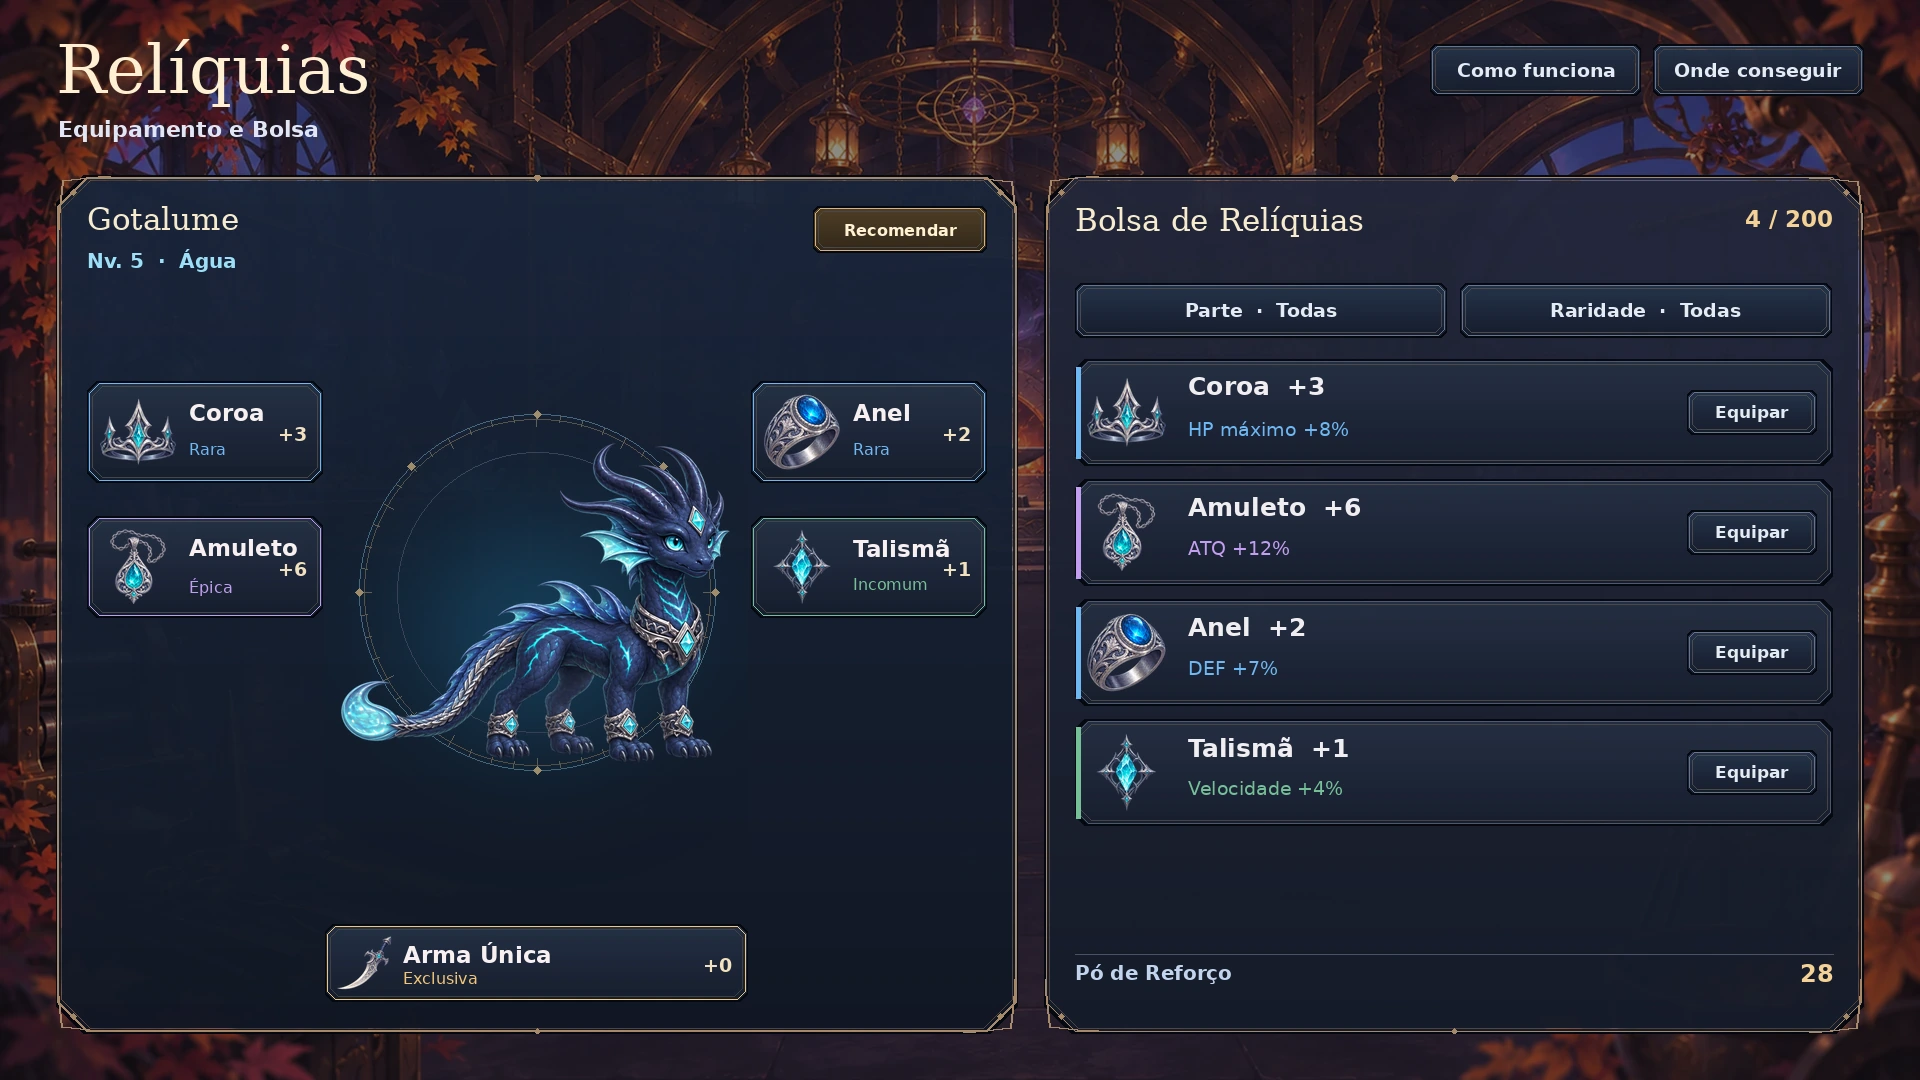 Relíquias
Equipamento e Bolsa
Como funciona
Onde conseguir
Gotalume
Nv. 5 · Água
Recomendar
Coroa
Rara
+3
Amuleto
+6
Épica
Anel
Rara
+2
Talismã
+1
Incomum
Arma Única
Exclusiva
+0
Bolsa de Relíquias
4 / 200
Parte · Todas
Raridade · Todas
Coroa +3
HP máximo +8%
Equipar
Amuleto +6
ATQ +12%
Equipar
Anel +2
DEF +7%
Equipar
Talismã +1
Velocidade +4%
Equipar
Pó de Reforço
28